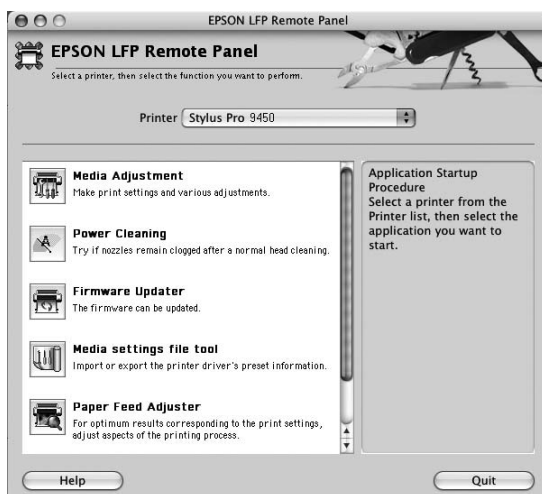 EPSON LFP Remote Panel
EPSON LFP Remote Panel
Select a printer, then select the function you want to perform.
Printer Stylus Pro 9450
Media Adjustment
Make print settings and various adjustments.
Power Cleaning
Try if nozzles remain clogged after a normal head cleaning.
Firmware Updater
The firmware can be updated.
Media settings file tool
Import or export the printer driver's preset information.
Paper Feed Adjuster
For optimum results corresponding to the print settings,
adjust aspects of the printing process.
Application Startup
Procedure
Select a printer from the
Printer list, then select the
application you want to
start.
Help
Quit